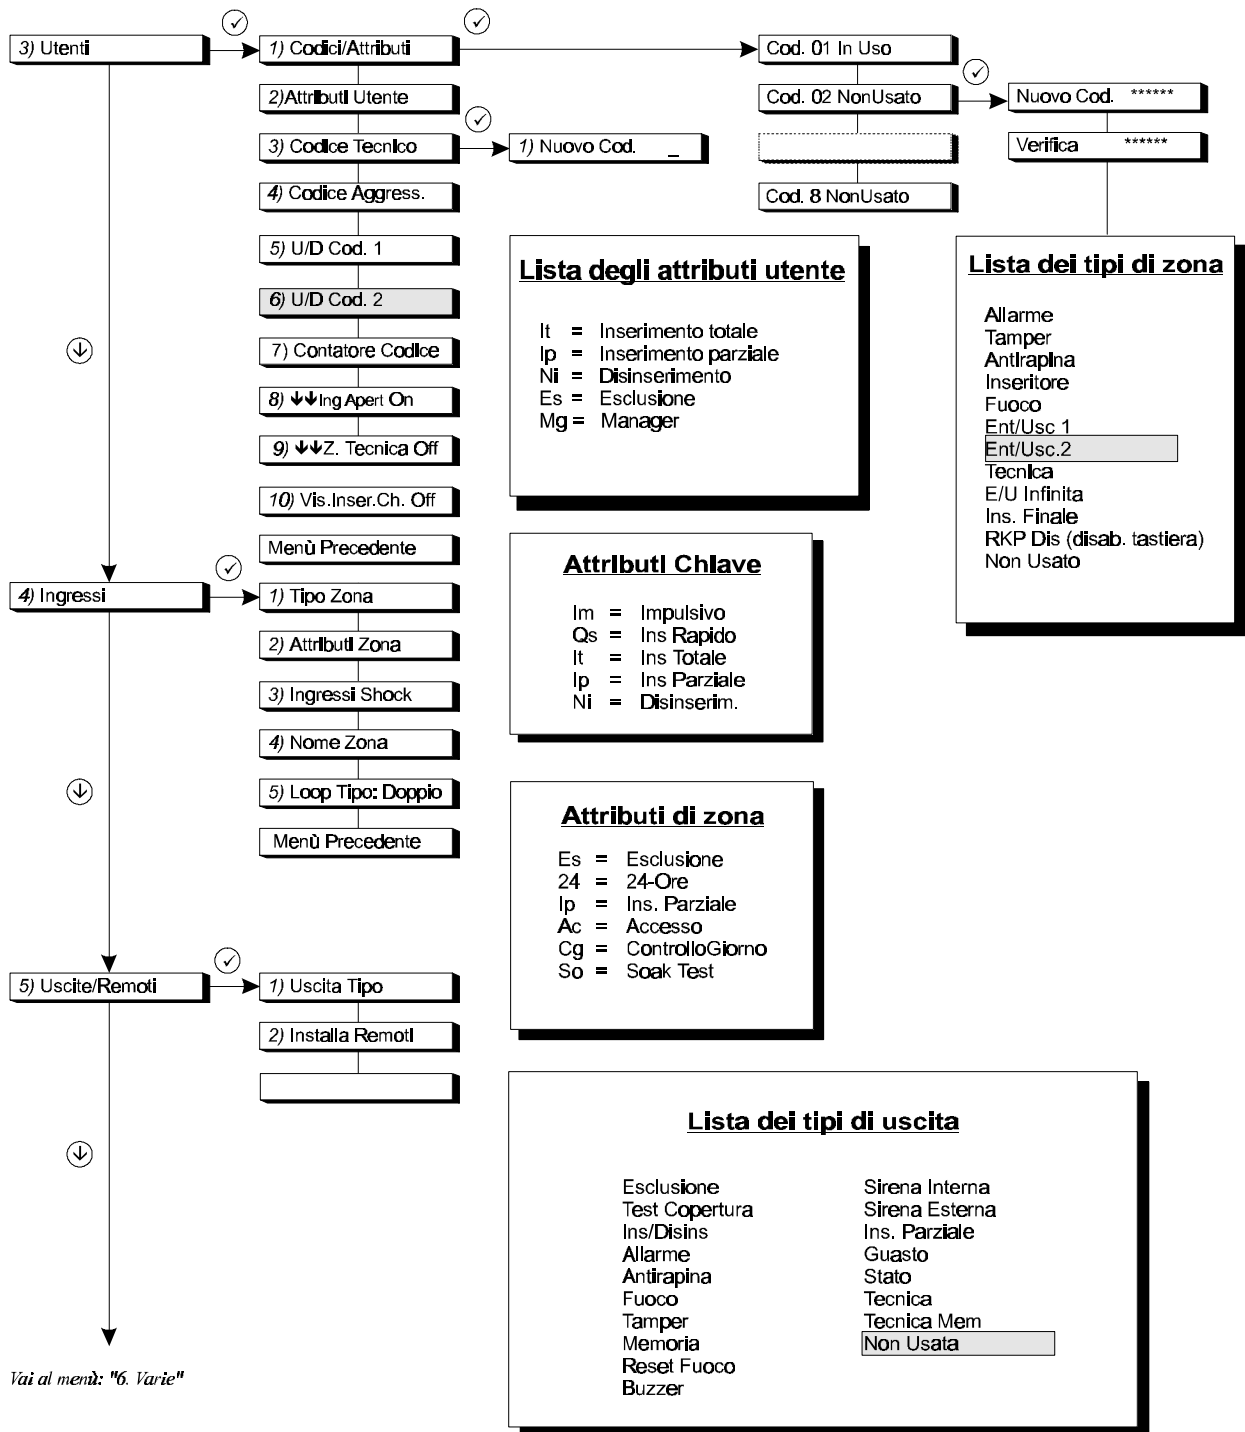 3) Utenti
1) Codici/Attributi
2)Attributi Utente
3) Codice Tecnico
4) Codice Aggress.
5) U/D Cod. 1
6) U/D Cod. 2
7) Contatore Codice
8) ↓↓Ing Apert On
9) ↓↓Z. Tecnica Off
10) Vis.Inser.Ch. Off
Menù Precedente
1) Nuovo Cod. _
Cod. 01 In Uso
Cod. 02 NonUsato
Cod. 8 NonUsato
Nuovo Cod. ******
Verifica ******
Lista degli attributi utente
It = Inserimento totale
Ip = Inserimento parziale
Ni = Disinserimento
Es = Esclusione
Mg = Manager
Lista dei tipi di zona
Allarme
Tamper
Antirapina
Inseritore
Fuoco
Ent/Usc 1
Ent/Usc.2
Tecnica
E/U Infinita
Ins. Finale
RKP Dis (disab. tastiera)
Non Usato
4) Ingressi
1) Tipo Zona
2) Attributi Zona
3) Ingressi Shock
4) Nome Zona
5) Loop Tipo: Doppio
Menù Precedente
Attributi Chiave
Im = Impulsivo
Qs = Ins Rapido
It = Ins Totale
Ip = Ins Parziale
Ni = Disinserim.
Attributi di zona
Es = Esclusione
24 = 24-Ore
Ip = Ins. Parziale
Ac = Accesso
Cg = ControlloGiorno
So = Soak Test
5) Uscite/Remoti
1) Uscita Tipo
2) Installa Remoti
Lista dei tipi di uscita
Esclusione
Test Copertura
Ins/Disins
Allarme
Antirapina
Fuoco
Tamper
Memoria
Reset Fuoco
Buzzer
Sirena Interna
Sirena Esterna
Ins. Parziale
Guasto
Stato
Tecnica
Tecnica Mem
Non Usata
Vai al menù: "6. Varie"